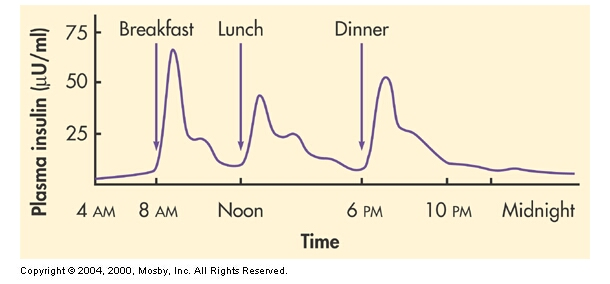 75
50
25
Plasma insulin (μU/ml)
Breakfast Lunch Dinner
4 AM 8 AM Noon 6 PM 10 PM Midnight
Time
Copyright © 2004, 2000, Mosby, Inc. All Rights Reserved.